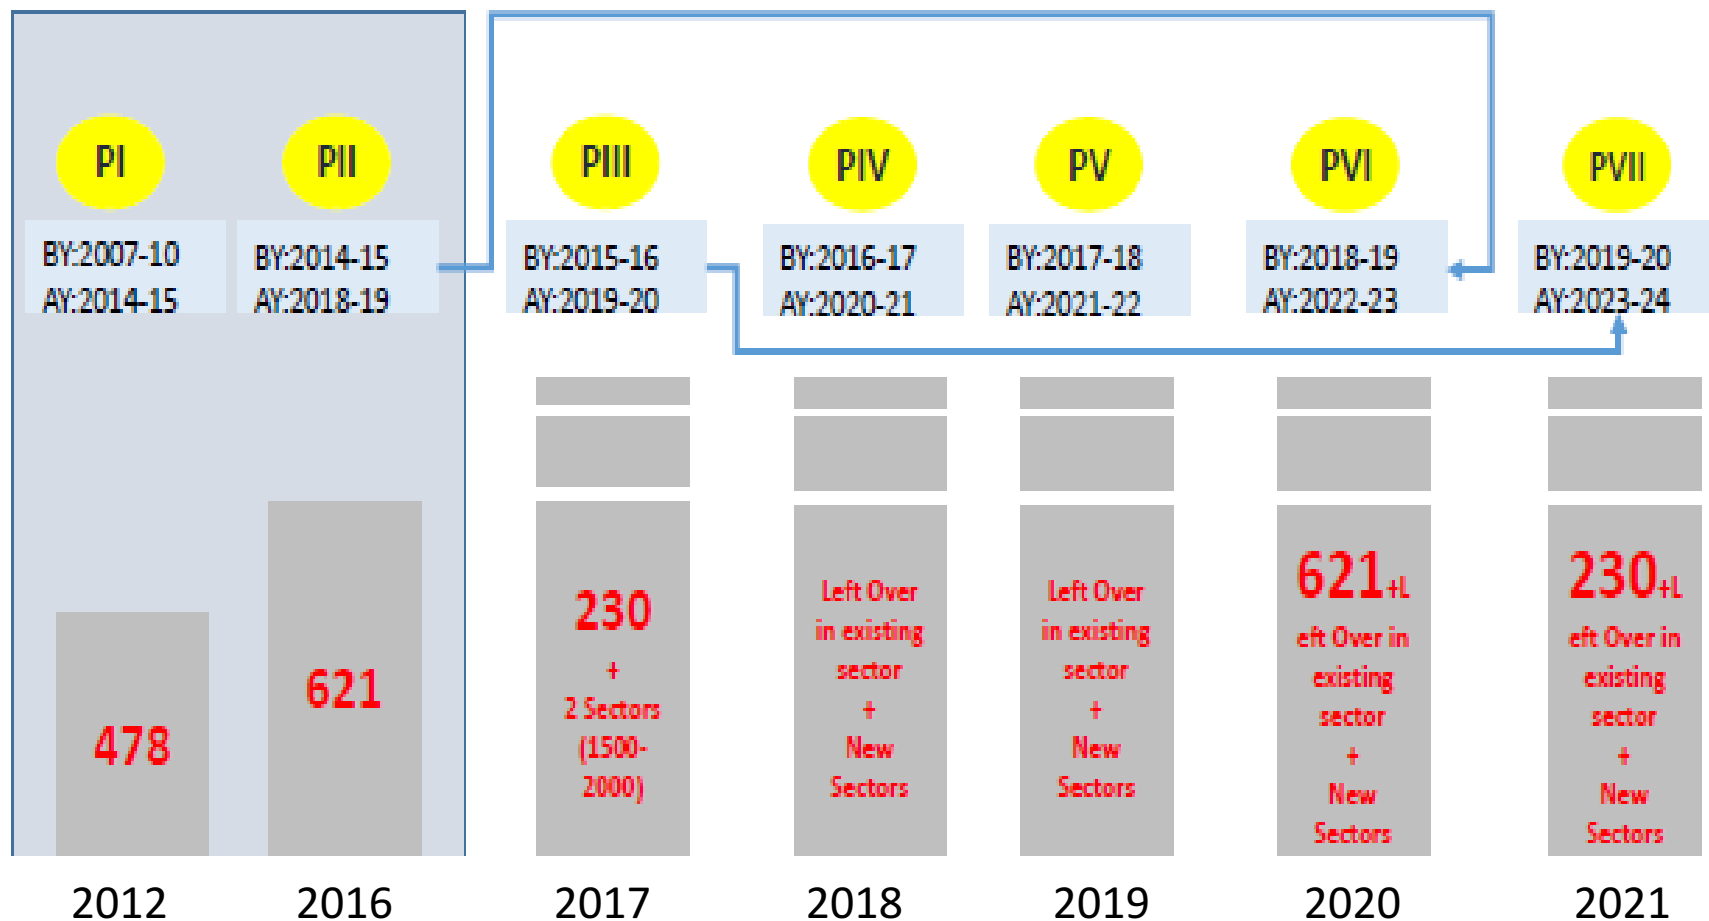 PI
BY:2007-10
AY:2014-15
478
2012
PII
BY:2014-15
AY:2018-19
621
2016
PIII
BY:2015-16
AY:2019-20
230
+
2 Sectors
(1500-
2000)
2017
PIV
BY:2016-17
AY:2020-21
Left Over
in existing
sector
+
New
Sectors
2018
PV
BY:2017-18
AY:2021-22
Left Over
in existing
sector
+
New
Sectors
2019
PVI
BY:2018-19
AY:2022-23
621+L
eft Over in
existing
sector
+
New
Sectors
2020
PVII
BY:2019-20
AY:2023-24
230+L
eft Over in
existing
sector
+
New
Sectors
2021